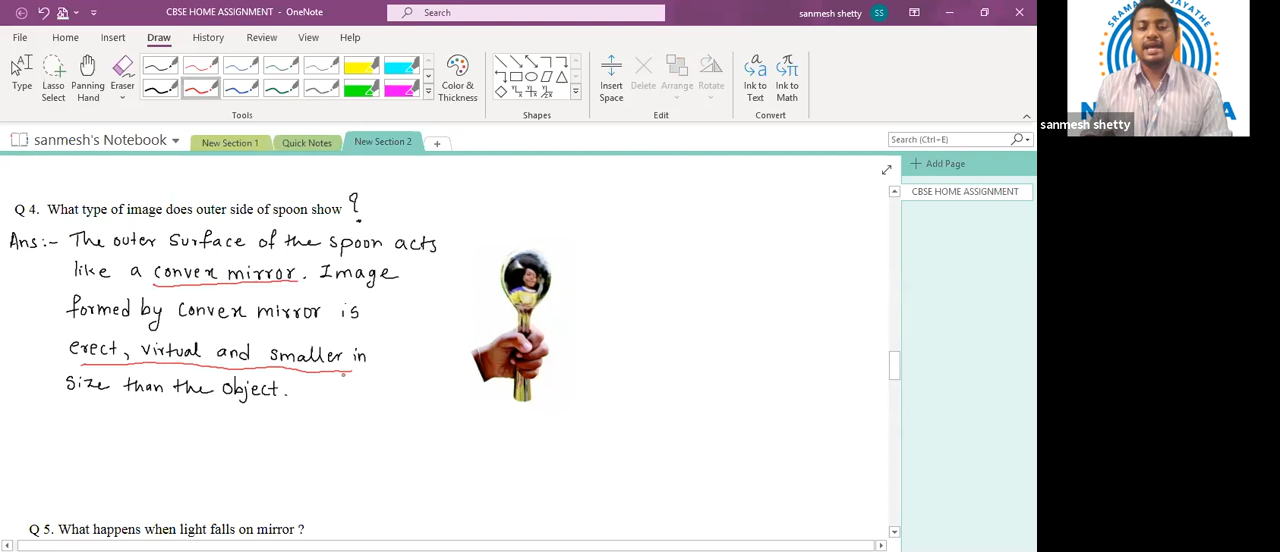 CBSE HOME ASSIGNMENT - OneNote
Search
sanmesh shetty
SS
File Home Insert Draw History Review View Help
Type
Lasso Select
Panning Hand
Eraser
Color & Thickness
Insert Space
Delete
Arrange
Rotate
Ink to Text
Ink to Math
Tools
Shapes
Edit
Convert
sanmesh's Notebook
New Section 1
Quick Notes
New Section 2
Search (Ctrl+E)
Add Page
CBSE HOME ASSIGNMENT
Q 4. What type of image does outer side of spoon show ?
Ans:- The outer surface of the spoon acts
like a convex mirror. Image
formed by convex mirror is
erect, virtual and smaller in
size than the object.
Q 5. What happens when light falls on mirror ?
sanmesh shetty